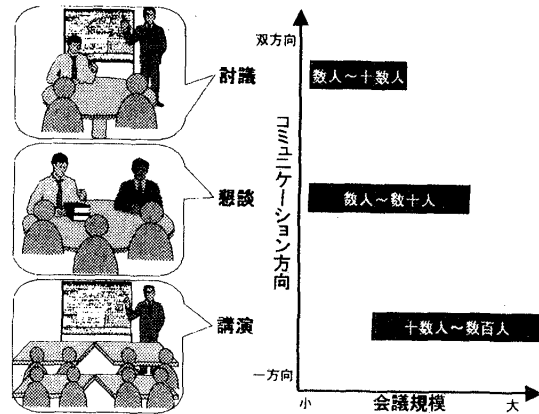 討議
懇談
講演
双方向
コミュニケーション方向
一方向
数人～十数人
数人～数十人
十数人～数百人
小
会議規模
大